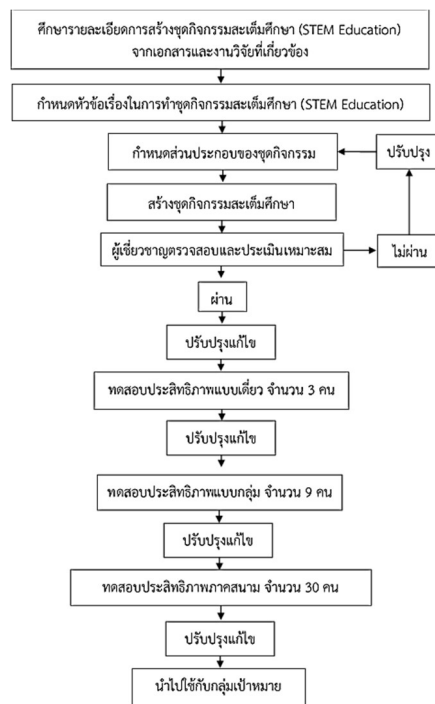 ศึกษารายละเอียดการสร้างชุดกิจกรรมสะเต็มศึกษา (STEM Education)
จากเอกสารและงานวิจัยที่เกี่ยวข้อง
กำหนดหัวข้อเรื่องในการทำชุดกิจกรรมสะเต็มศึกษา (STEM Education)
กำหนดส่วนประกอบของชุดกิจกรรม
ปรับปรุง
สร้างชุดกิจกรรมสะเต็มศึกษา
ผู้เชี่ยวชาญตรวจสอบและประเมินเหมาะสม
ไม่ผ่าน
ผ่าน
ปรับปรุงแก้ไข
ทดสอบประสิทธิภาพแบบเดี่ยว จำนวน 3 คน
ปรับปรุงแก้ไข
ทดสอบประสิทธิภาพแบบกลุ่ม จำนวน 9 คน
ปรับปรุงแก้ไข
ทดสอบประสิทธิภาพภาคสนาม จำนวน 30 คน
ปรับปรุงแก้ไข
นำไปใช้กับกลุ่มเป้าหมาย